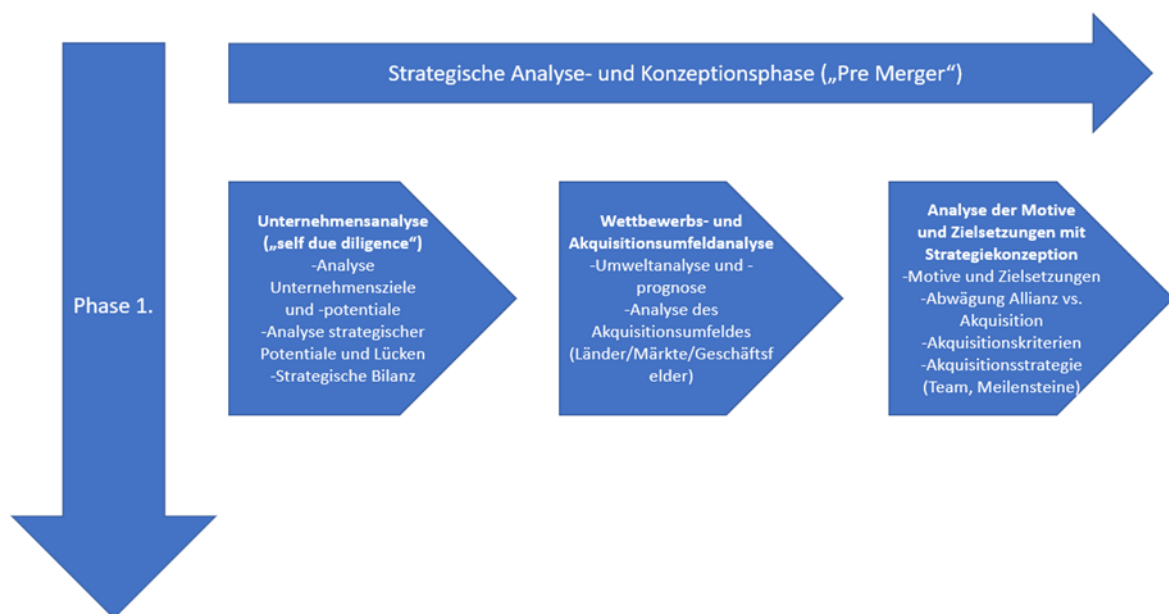 Strategische Analyse- und Konzeptionsphase („Pre Merger“)
Phase 1.
Unternehmensanalyse
(„self due diligence“)
-Analyse
Unternehmensziele
und -potentiale
-Analyse strategischer
Potentiale und Lücken
-Strategische Bilanz
Wettbewerbs- und
Akquisitionsumfeldanalyse
-Umweltanalyse und -
prognose
-Analyse des
Akquisitionsumfeldes
(Länder/Märkte/Geschäftsf
elder)
Analyse der Motive
und Zielsetzungen mit
Strategiekonzeption
-Motive und Zielsetzungen
-Abwägung Allianz vs.
Akquisition
-Akquisitionskriterien
-Akquisitionsstrategie
(Team, Meilensteine)